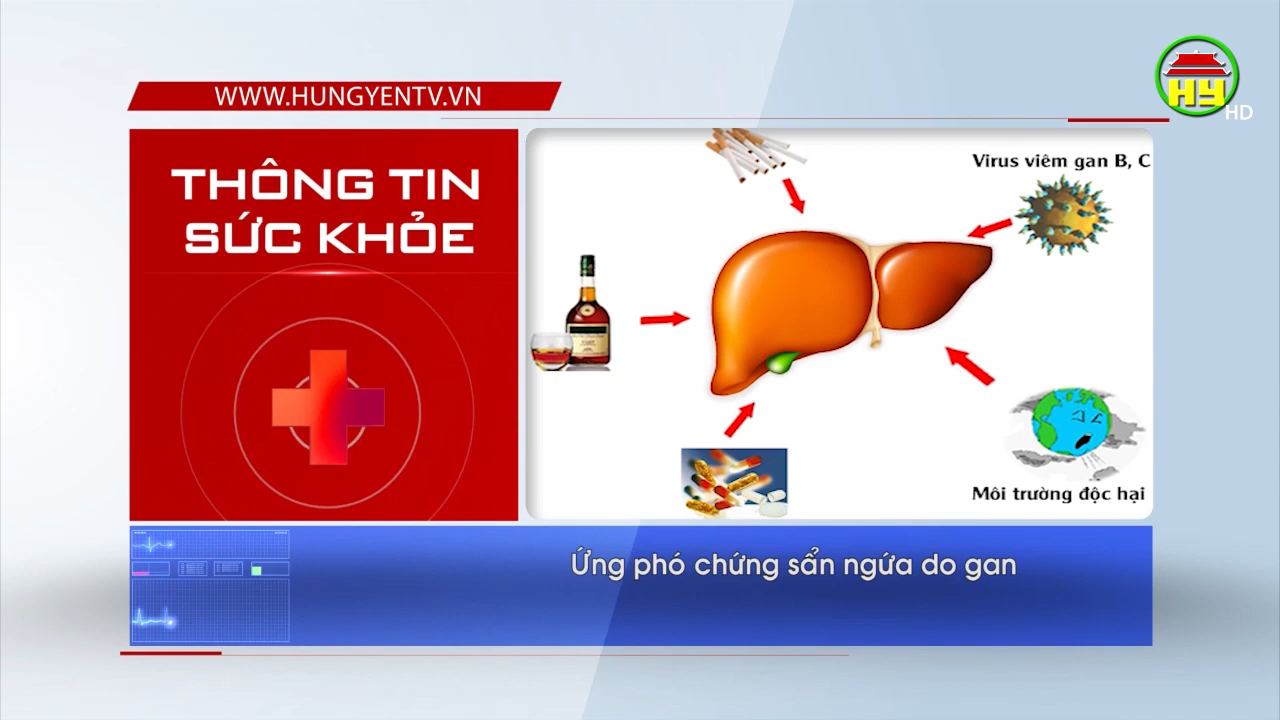 WWW.HUNGYENTV.VN
HY
HD
THÔNG TIN
SỨC KHỎE
Virus viêm gan B, C
Môi trường độc hại
Ứng phó chứng sẩn ngứa do gan